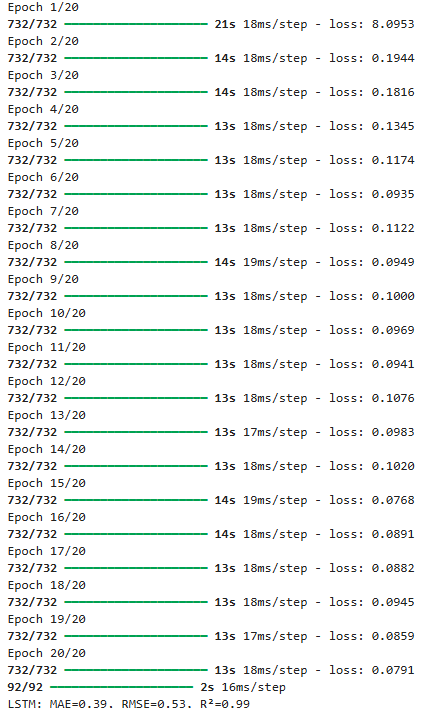 Epoch 1/20
732/732 ━━━━━━━━━━━━━━━━━━━━ 21s 18ms/step - loss: 8.0953
Epoch 2/20
732/732 ━━━━━━━━━━━━━━━━━━━━ 14s 18ms/step - loss: 0.1944
Epoch 3/20
732/732 ━━━━━━━━━━━━━━━━━━━━ 14s 18ms/step - loss: 0.1816
Epoch 4/20
732/732 ━━━━━━━━━━━━━━━━━━━━ 13s 18ms/step - loss: 0.1345
Epoch 5/20
732/732 ━━━━━━━━━━━━━━━━━━━━ 13s 18ms/step - loss: 0.1174
Epoch 6/20
732/732 ━━━━━━━━━━━━━━━━━━━━ 13s 18ms/step - loss: 0.0935
Epoch 7/20
732/732 ━━━━━━━━━━━━━━━━━━━━ 13s 18ms/step - loss: 0.1122
Epoch 8/20
732/732 ━━━━━━━━━━━━━━━━━━━━ 14s 19ms/step - loss: 0.0949
Epoch 9/20
732/732 ━━━━━━━━━━━━━━━━━━━━ 13s 18ms/step - loss: 0.1000
Epoch 10/20
732/732 ━━━━━━━━━━━━━━━━━━━━ 13s 18ms/step - loss: 0.0969
Epoch 11/20
732/732 ━━━━━━━━━━━━━━━━━━━━ 13s 18ms/step - loss: 0.0941
Epoch 12/20
732/732 ━━━━━━━━━━━━━━━━━━━━ 13s 18ms/step - loss: 0.1076
Epoch 13/20
732/732 ━━━━━━━━━━━━━━━━━━━━ 13s 17ms/step - loss: 0.0983
Epoch 14/20
732/732 ━━━━━━━━━━━━━━━━━━━━ 13s 18ms/step - loss: 0.1020
Epoch 15/20
732/732 ━━━━━━━━━━━━━━━━━━━━ 14s 19ms/step - loss: 0.0768
Epoch 16/20
732/732 ━━━━━━━━━━━━━━━━━━━━ 14s 18ms/step - loss: 0.0891
Epoch 17/20
732/732 ━━━━━━━━━━━━━━━━━━━━ 13s 18ms/step - loss: 0.0882
Epoch 18/20
732/732 ━━━━━━━━━━━━━━━━━━━━ 13s 18ms/step - loss: 0.0945
Epoch 19/20
732/732 ━━━━━━━━━━━━━━━━━━━━ 13s 17ms/step - loss: 0.0859
Epoch 20/20
732/732 ━━━━━━━━━━━━━━━━━━━━ 13s 18ms/step - loss: 0.0791
92/92 ━━━━━━━━━━━━━━━━━━━━ 2s 16ms/step
LSTM: MAE=0.39. RMSE=0.53. R²=0.99